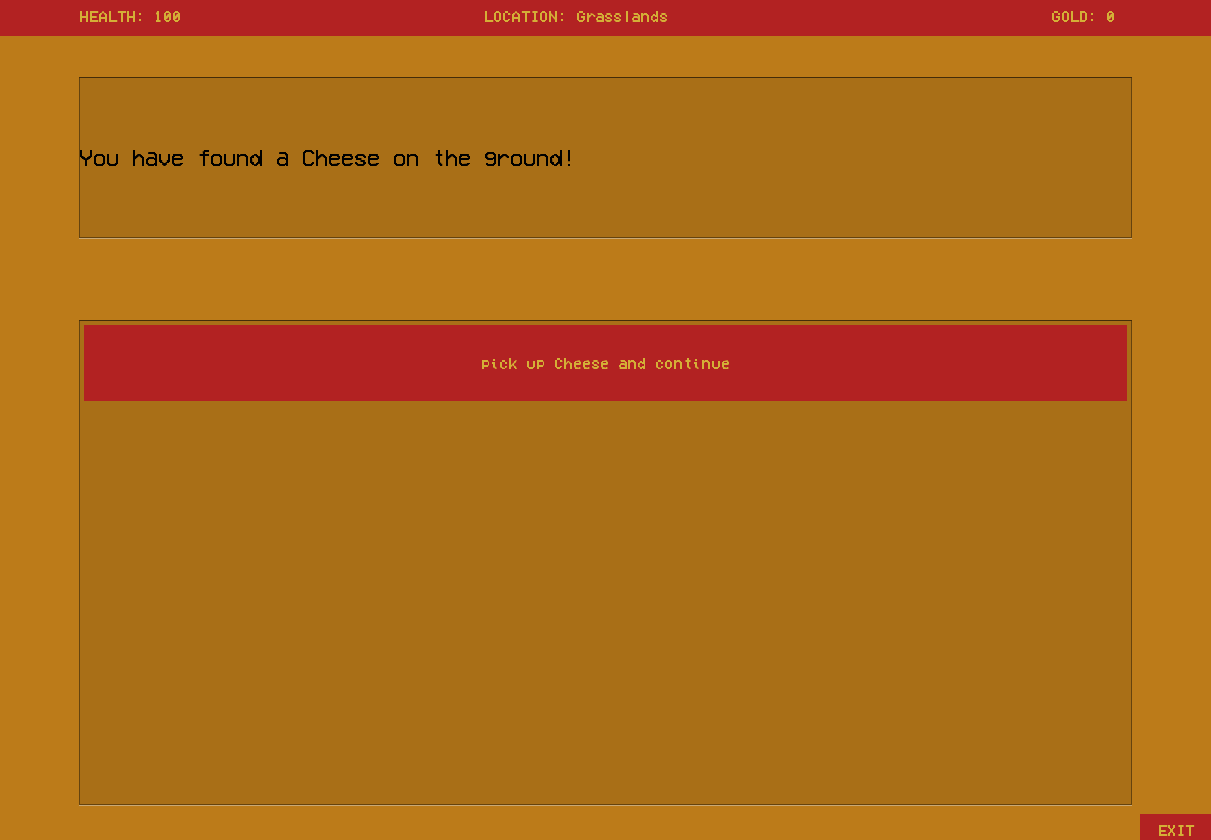 HEALTH: 100 LOCATION: Grasslands GOLD: 0
You have found a Cheese on the ground!
pick up Cheese and continue
EXIT